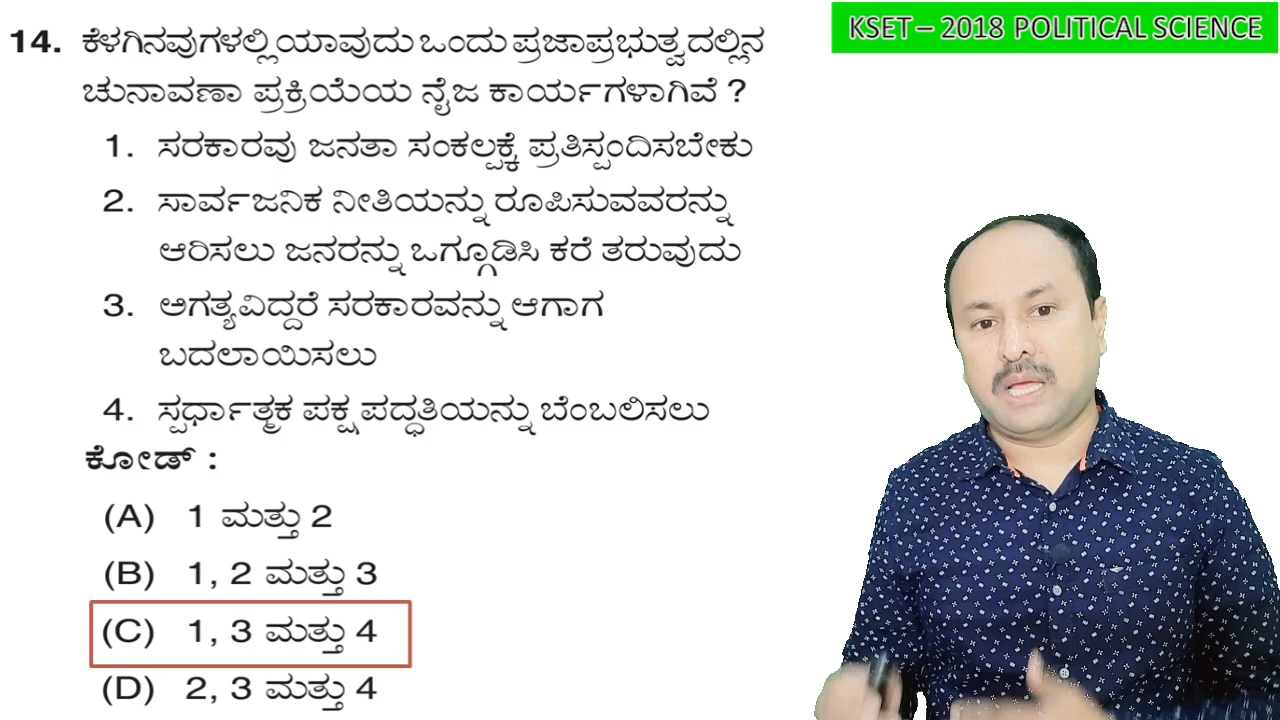 KSET – 2018 POLITICAL SCIENCE
14. ಕೆಳಗಿನವುಗಳಲ್ಲಿ ಯಾವುದು ಒಂದು ಪ್ರಜಾಪ್ರಭುತ್ವದಲ್ಲಿನ
ಚುನಾವಣಾ ಪ್ರಕ್ರಿಯೆಯ ನೈಜ ಕಾರ್ಯಗಳಾಗಿವೆ ?
1. ಸರಕಾರವು ಜನತಾ ಸಂಕಲ್ಪಕ್ಕೆ ಪ್ರತಿಸ್ಪಂದಿಸಬೇಕು
2. ಸಾರ್ವಜನಿಕ ನೀತಿಯನ್ನು ರೂಪಿಸುವವರನ್ನು
ಆರಿಸಲು ಜನರನ್ನು ಒಗ್ಗೂಡಿಸಿ ಕರೆ ತರುವುದು
3. ಅಗತ್ಯವಿದ್ದರೆ ಸರಕಾರವನ್ನು ಆಗಾಗ
ಬದಲಾಯಿಸಲು
4. ಸ್ಪರ್ಧಾತ್ಮಕ ಪಕ್ಷ ಪದ್ಧತಿಯನ್ನು ಬೆಂಬಲಿಸಲು
ಕೋಡ್ :
(A) 1 ಮತ್ತು 2
(B) 1, 2 ಮತ್ತು 3
(C) 1, 3 ಮತ್ತು 4
(D) 2, 3 ಮತ್ತು 4